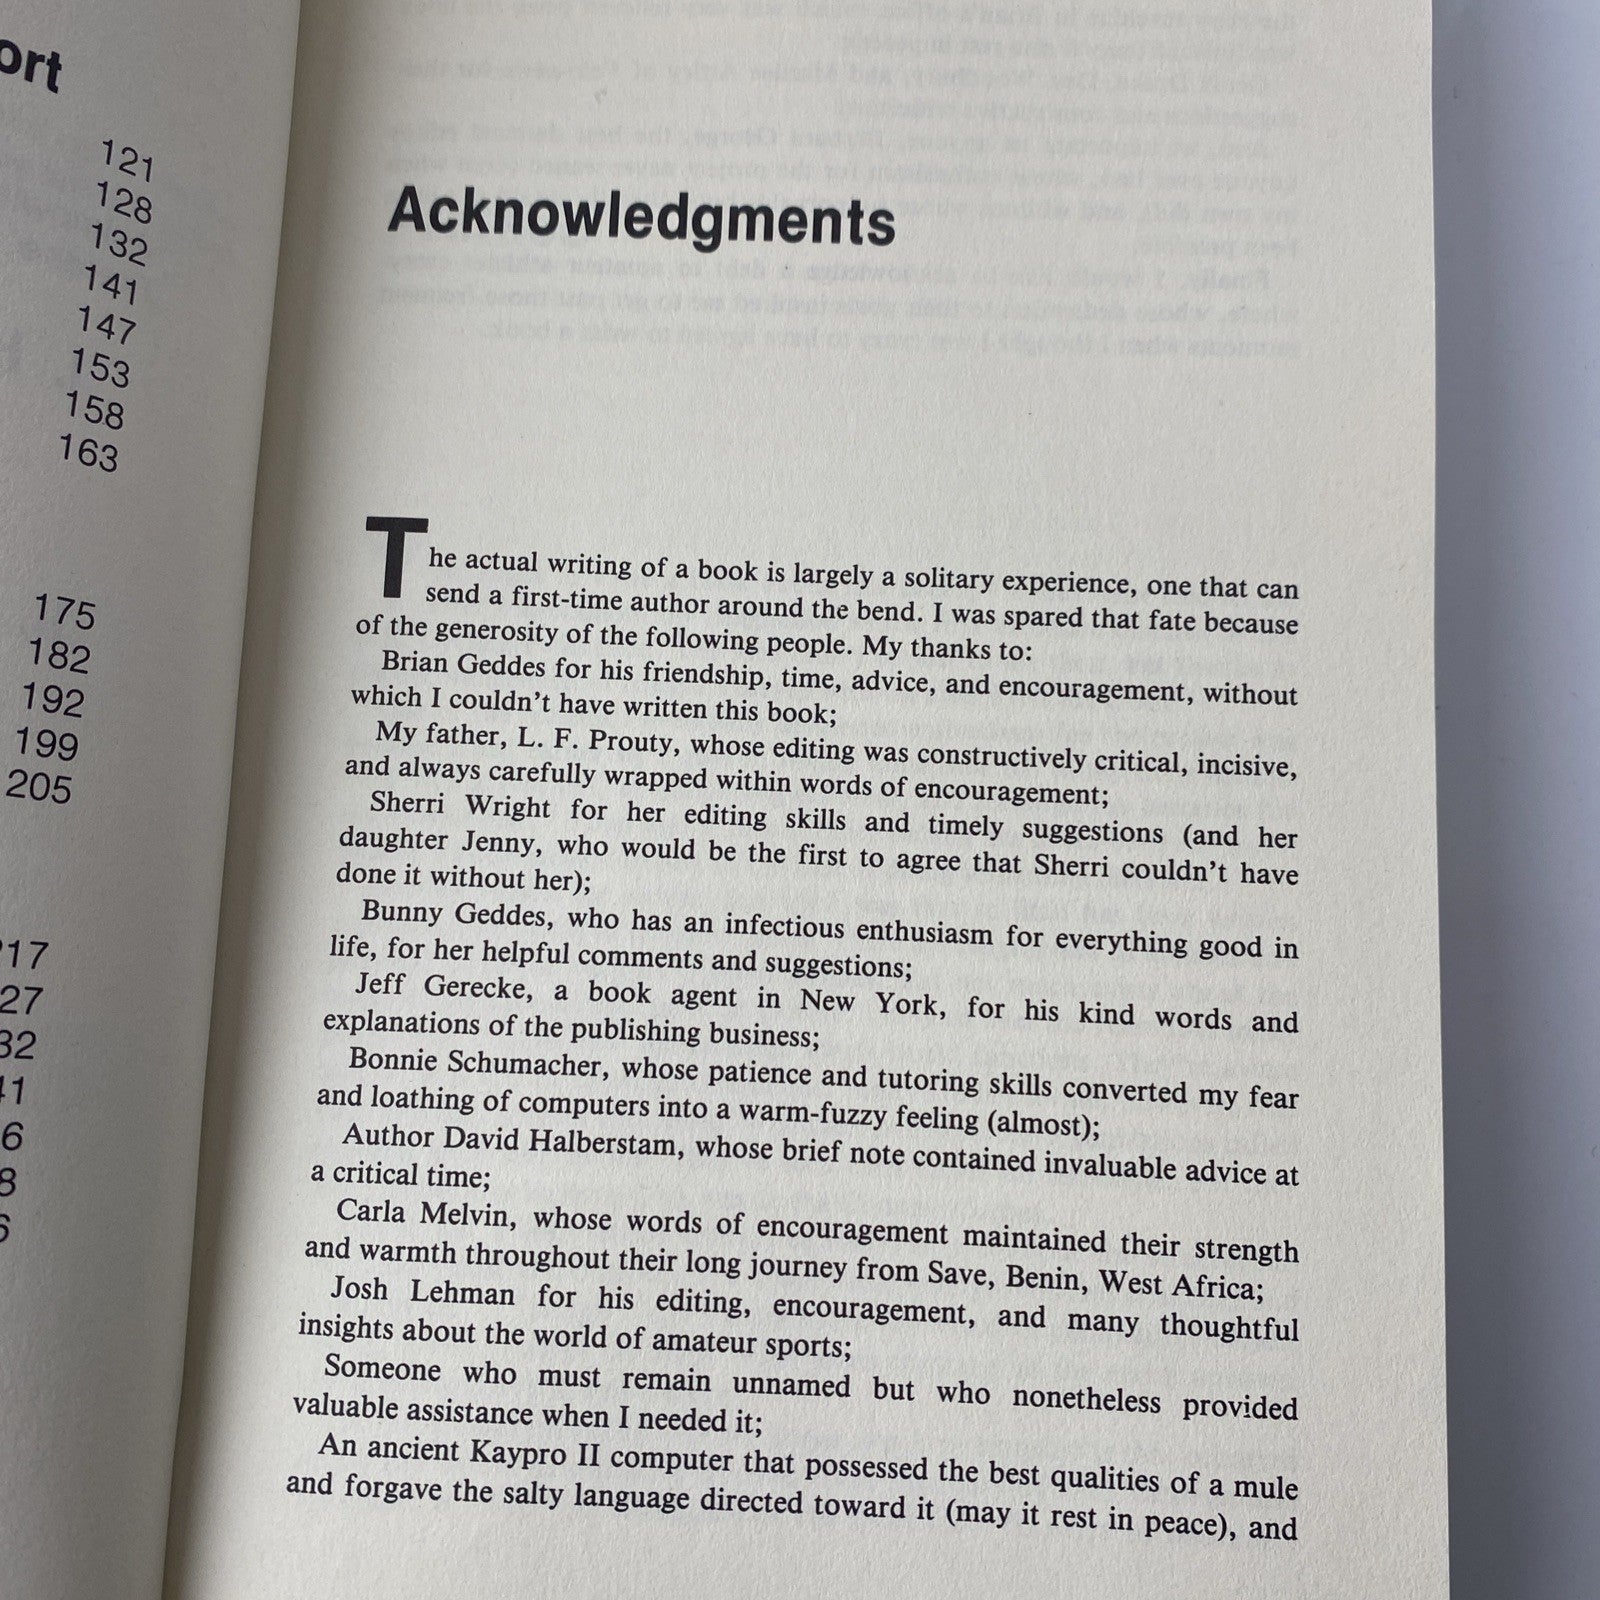 ort
121
128
132
141
147
153
158
163
175
182
192
199
205
217
27
32
41
6
8
6
Acknowledgments
The actual writing of a book is largely a solitary experience, one that can
send a first-time author around the bend. I was spared that fate because
of the generosity of the following people. My thanks to:
Brian Geddes for his friendship, time, advice, and encouragement, without
which I couldn't have written this book;
My father, L. F. Prouty, whose editing was constructively critical, incisive,
and always carefully wrapped within words of encouragement;
Sherri Wright for her editing skills and timely suggestions (and her
daughter Jenny, who would be the first to agree that Sherri couldn't have
done it without her);
Bunny Geddes, who has an infectious enthusiasm for everything good in
life, for her helpful comments and suggestions;
Jeff Gerecke, a book agent in New York, for his kind words and
explanations of the publishing business;
Bonnie Schumacher, whose patience and tutoring skills converted my fear
and loathing of computers into a warm-fuzzy feeling (almost);
Author David Halberstam, whose brief note contained invaluable advice at
a critical time;
Carla Melvin, whose words of encouragement maintained their strength
and warmth throughout their long journey from Save, Benin, West Africa;
Josh Lehman for his editing, encouragement, and many thoughtful
insights about the world of amateur sports;
Someone who must remain unnamed but who nonetheless provided
valuable assistance when I needed it;
An ancient Kaypro II computer that possessed the best qualities of a mule
and forgave the salty language directed toward it (may it rest in peace), and